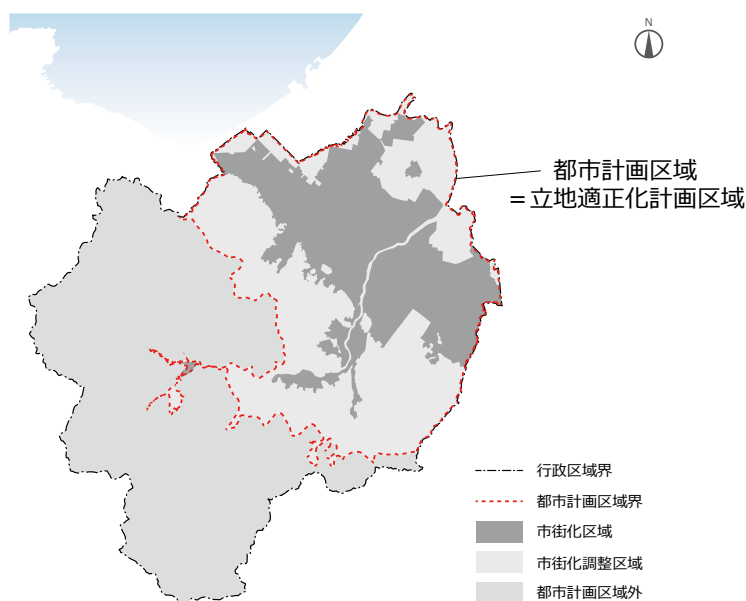 N
都市計画区域
＝立地適正化計画区域
行政区域界
都市計画区域界
市街化区域
市街化調整区域
都市計画区域外